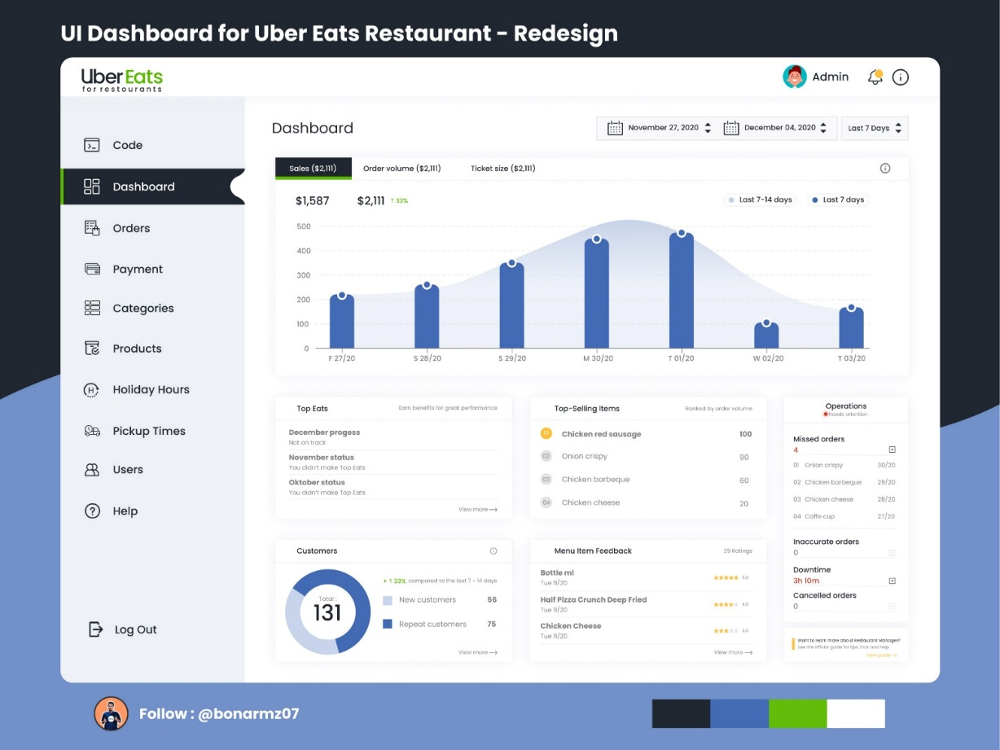 UI Dashboard for Uber Eats Restaurant - Redesign
Uber Eats
for restourants
Admin
Code
Dashboard
Orders
Payment
Categories
Products
Holiday Hours
Pickup Times
Users
Help
Log Out
Dashboard
November 27, 2020 December 04, 2020 Last 7 Days
Sales ($2,111) Order volume ($2,111) Ticket size ($2,111)
$1,587 $2,111 ↑ 33% Last 7-14 days Last 7 days
500
400
300
200
100
0
F 27/20 S 28/20 S 29/20 M 30/20 T 01/20 W 02/20 T 03/20
Top Eats Earn benefits for great performance
December progess
Not on track
November status
You didn't make Top Eats
Oktober status
You didn't make Top Eats
View more →
Top-Selling Items Ranked by order volume
01 Chicken red sausage 100
02 Onion crispy 90
03 Chicken barbeque 60
04 Chicken cheese 20
Operations
Needs attention
Missed orders
4
01 Onion crispy 30/20
02 Chicken barbeque 29/20
03 Chicken cheese 28/20
04 Coffe cup 27/20
Inaccurate orders
0
Downtime
3h 10m
Cancelled orders
0
Customers
Total :
131
+ ↑ 33% compared to the last 7 - 14 days
New customers 56
Repeat customers 75
View more →
Menu Item Feedback 29 Ratings
Bottle ml
Tue 11/20
5.0
Half Pizza Crunch Deep Fried
Tue 11/20
4.0
Chicken Cheese
Tue 11/20
3.0
View more →
Want to learn more about Restaurant Manager?
See the official guide for tips, trick and help
view guide →
Follow : @bonarmz07